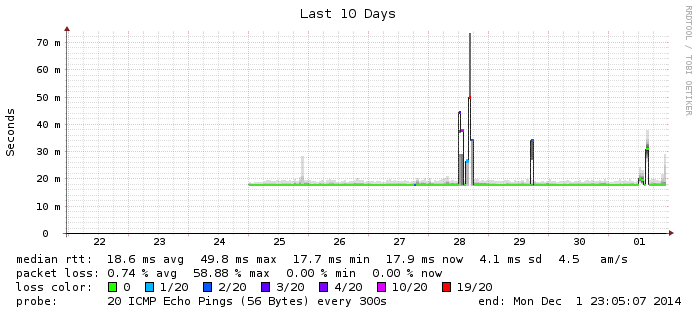 Last 10 Days
RRDTOOL / TOBI OETIKER
Seconds
70 m
60 m
50 m
40 m
30 m
20 m
10 m
0
22 23 24 25 26 27 28 29 30 01
median rtt: 18.6 ms avg 49.8 ms max 17.7 ms min 17.9 ms now 4.1 ms sd 4.5 am/s
packet loss: 0.74 % avg 58.88 % max 0.00 % min 0.00 % now
loss color: 0 1/20 2/20 3/20 4/20 10/20 19/20
probe: 20 ICMP Echo Pings (56 Bytes) every 300s end: Mon Dec 1 23:05:07 2014